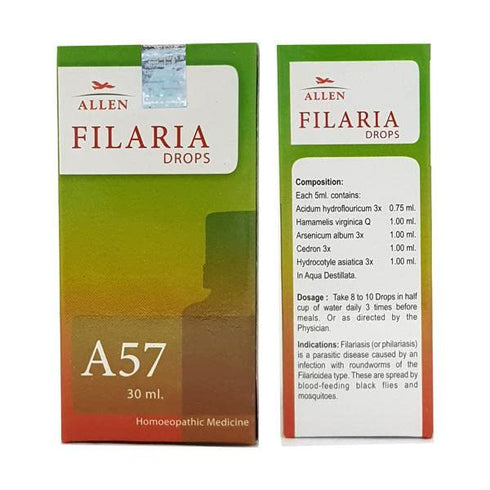 ALLEN
FILARIA
DROPS
A57
30 ml.
Homoeopathic Medicine
ALLEN
FILARIA
DROPS
Composition:
Each 5ml. contains:
Acidum hydroflouricum 3x 0.75 ml.
Hamamelis virginica Q 1.00 ml.
Arsenicum album 3x 1.00 ml.
Cedron 3x 1.00 ml.
Hydrocotyle asiatica 3x 1.00 ml.
In Aqua Destillata.
Dosage : Take 8 to 10 Drops in half
cup of water daily 3 times before
meals. Or as directed by the
Physician.
Indications: Filariasis (or philariasis)
is a parasitic disease caused by an
infection with roundworms of the
Filarioidea type. These are spread by
blood-feeding black flies and
mosquitoes.